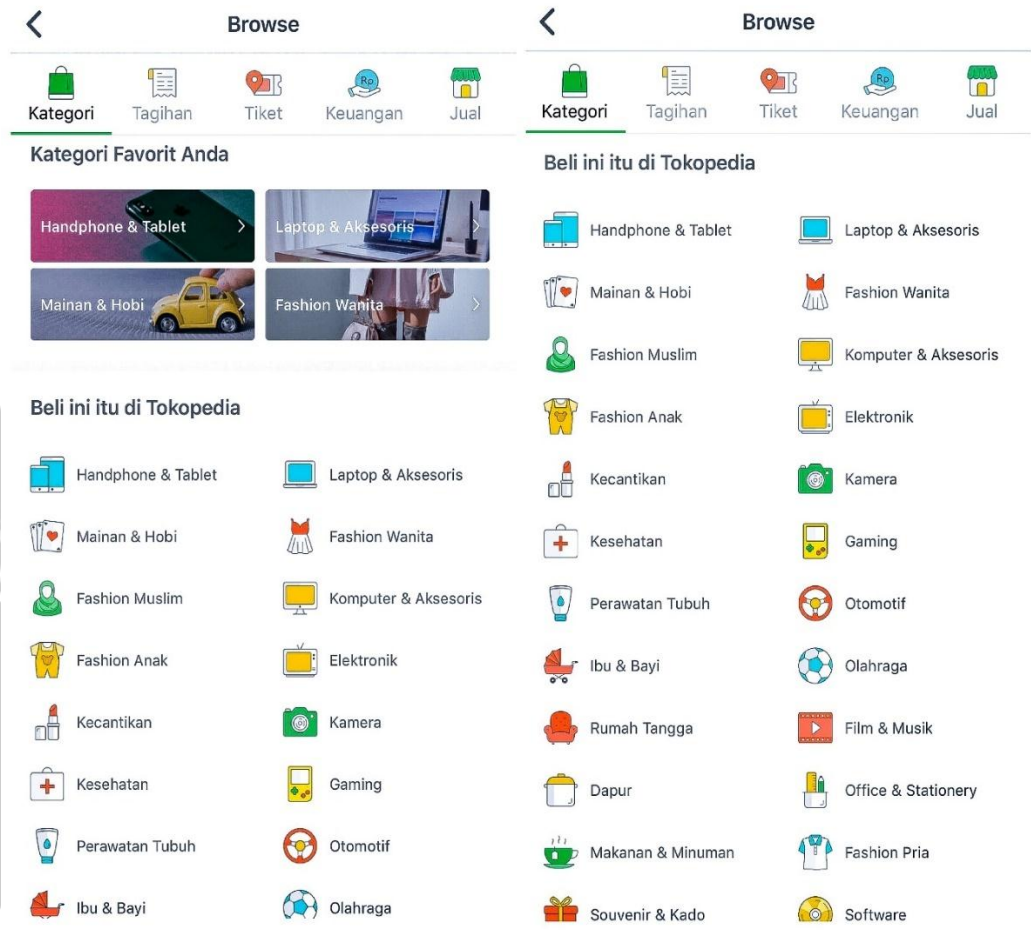 Browse
Kategori Tagihan Tiket Keuangan Jual
Kategori Favorit Anda
Handphone & Tablet Laptop & Aksesoris
Mainan & Hobi Fashion Wanita
Beli ini itu di Tokopedia
Handphone & Tablet Laptop & Aksesoris
Mainan & Hobi Fashion Wanita
Fashion Muslim Komputer & Aksesoris
Fashion Anak Elektronik
Kecantikan Kamera
Kesehatan Gaming
Perawatan Tubuh Otomotif
Ibu & Bayi Olahraga
Browse
Kategori Tagihan Tiket Keuangan Jual
Beli ini itu di Tokopedia
Handphone & Tablet Laptop & Aksesoris
Mainan & Hobi Fashion Wanita
Fashion Muslim Komputer & Aksesoris
Fashion Anak Elektronik
Kecantikan Kamera
Kesehatan Gaming
Perawatan Tubuh Otomotif
Ibu & Bayi Olahraga
Rumah Tangga Film & Musik
Dapur Office & Stationery
Makanan & Minuman Fashion Pria
Souvenir & Kado Software